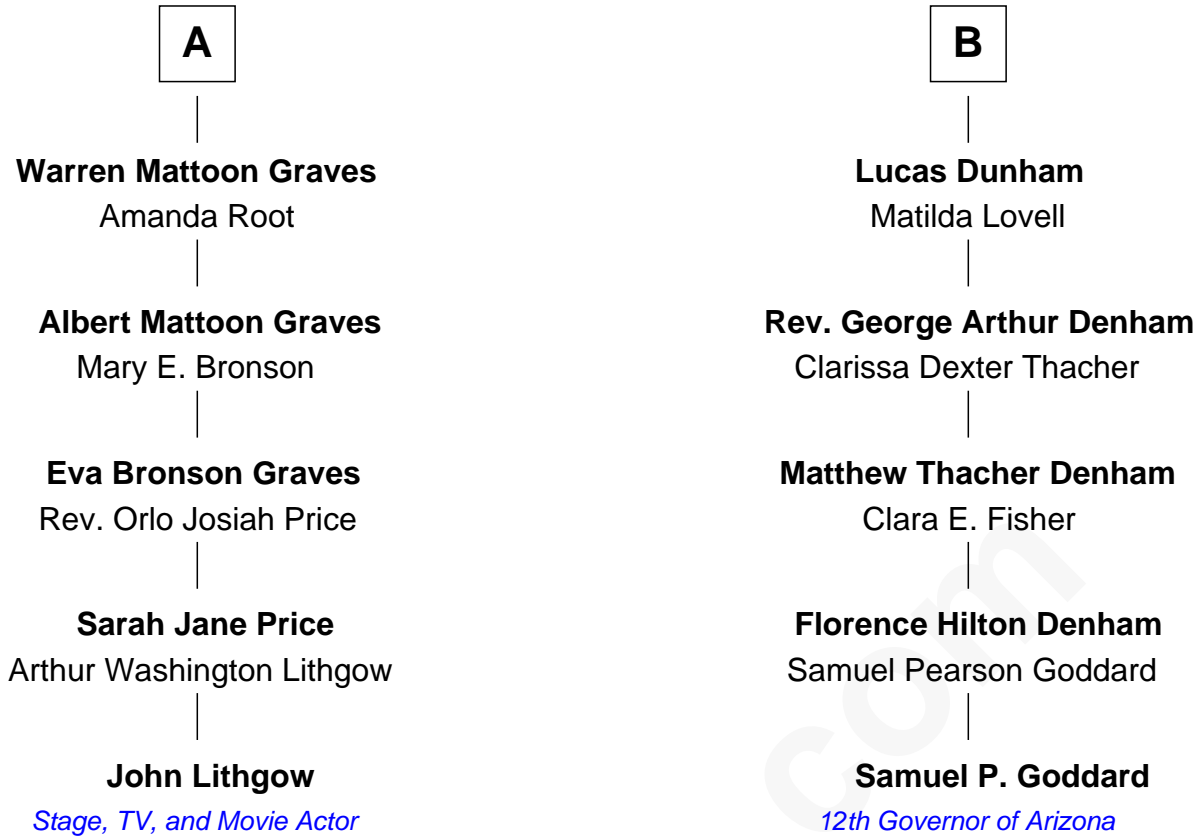 A
Warren Mattoon Graves
Amanda Root
Albert Mattoon Graves
Mary E. Bronson
Eva Bronson Graves
Rev. Orlo Josiah Price
Sarah Jane Price
Arthur Washington Lithgow
John Lithgow
Stage, TV, and Movie Actor
B
Lucas Dunham
Matilda Lovell
Rev. George Arthur Denham
Clarissa Dexter Thacher
Matthew Thacher Denham
Clara E. Fisher
Florence Hilton Denham
Samuel Pearson Goddard
Samuel P. Goddard
12th Governor of Arizona
com